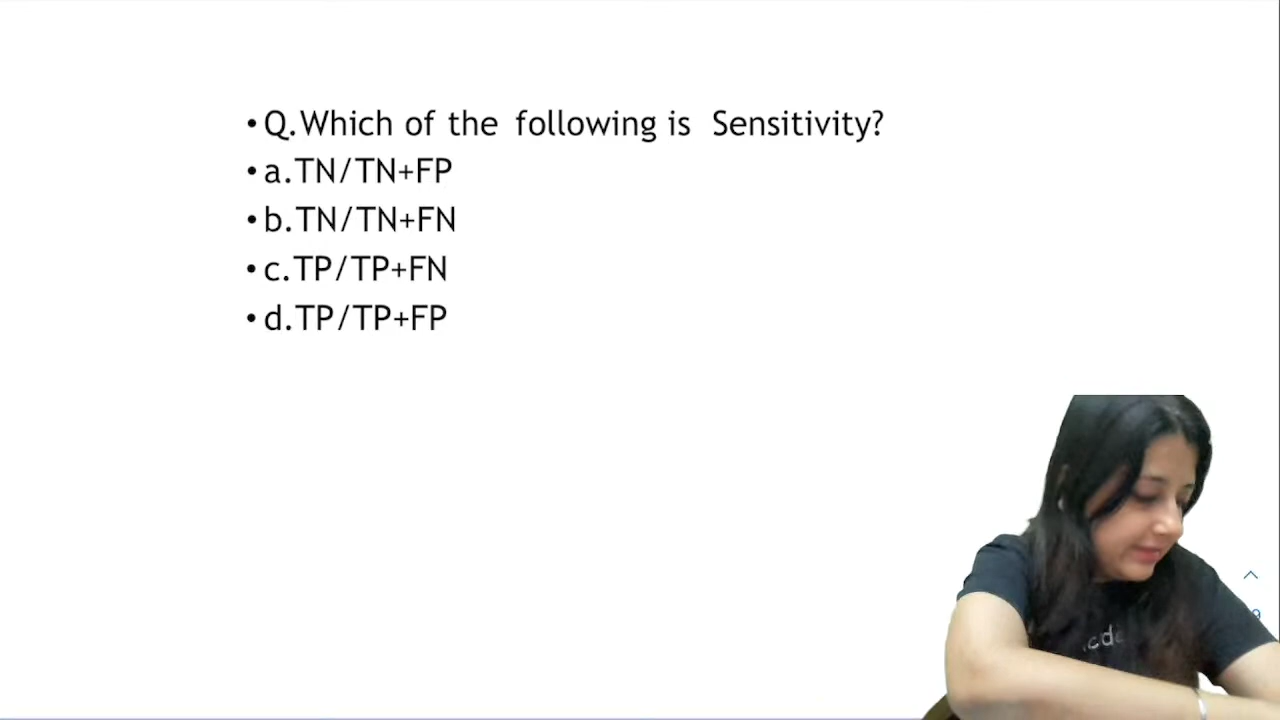 • Q.Which of the following is Sensitivity?
• a.TN/TN+FP
• b.TN/TN+FN
• c.TP/TP+FN
• d.TP/TP+FP